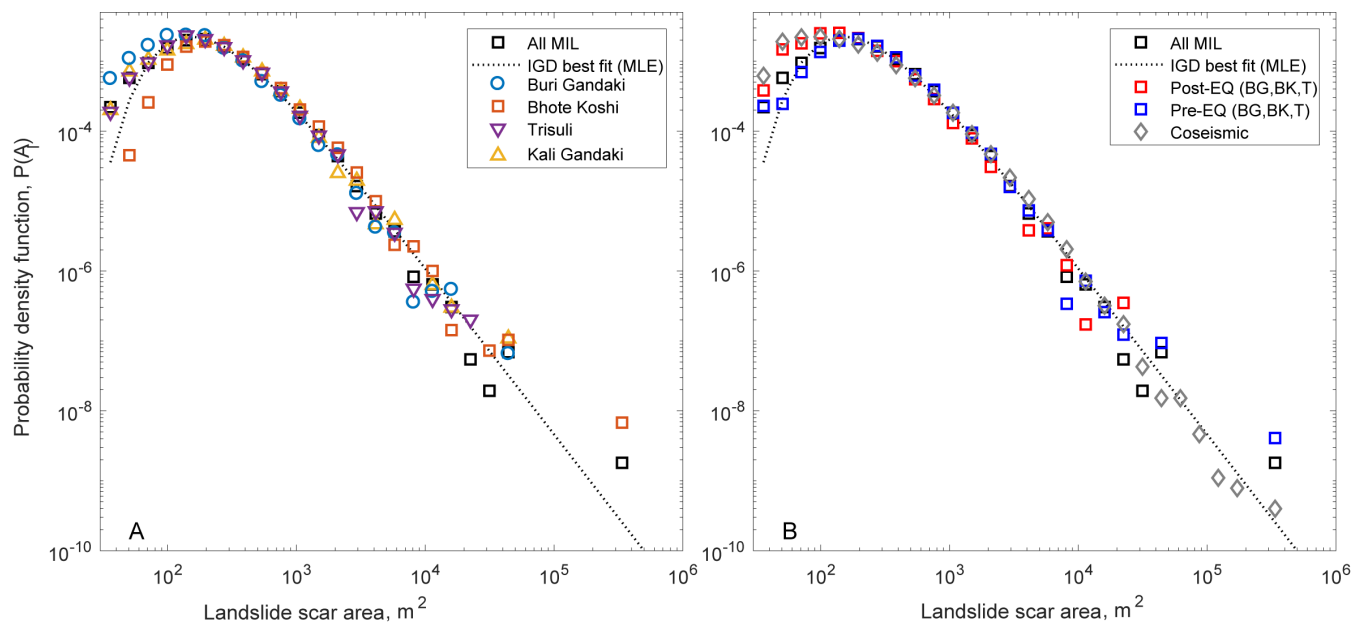 Probability density function, P(A)
10^-4
10^-6
10^-8
10^-10
All MIL
IGD best fit (MLE)
Buri Gandaki
Bhote Koshi
Trisuli
Kali Gandaki
A
10^2
10^3
10^4
10^5
10^6
Landslide scar area, m^2
10^-4
10^-6
10^-8
10^-10
All MIL
IGD best fit (MLE)
Post-EQ (BG,BK,T)
Pre-EQ (BG,BK,T)
Coseismic
B
10^2
10^3
10^4
10^5
10^6
Landslide scar area, m^2